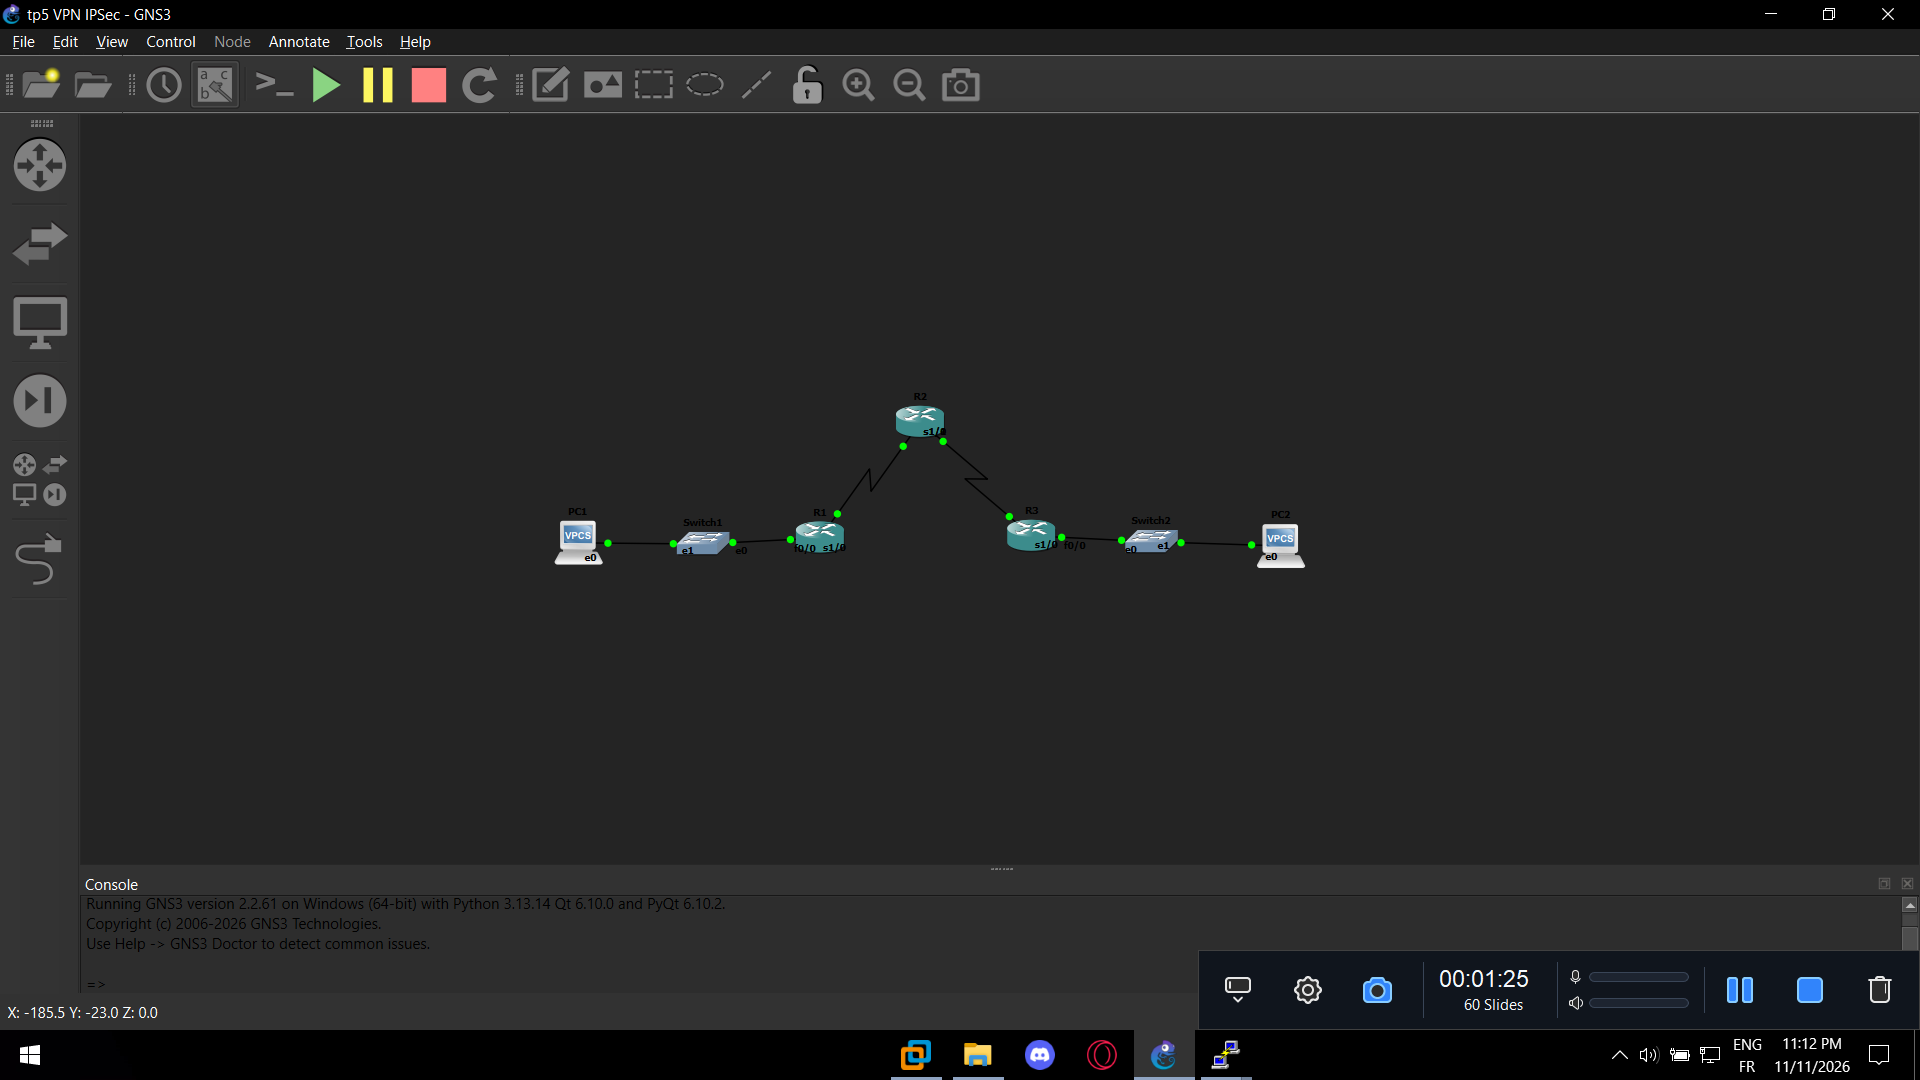 tp5 VPN IPSec - GNS3
File Edit View Control Node Annotate Tools Help
a c
b
R2
s1/
PC1
VPCS
e0
Switch1
e1
e0
R1
f0/0 s1/0
R3
s1/0 f0/0
Switch2
e0
e1
PC2
VPCS
e0
Console
Running GNS3 version 2.2.61 on Windows (64-bit) with Python 3.13.14 Qt 6.10.0 and PyQt 6.10.2.
Copyright (c) 2006-2026 GNS3 Technologies.
Use Help -> GNS3 Doctor to detect common issues.
=>
00:01:25
60 Slides
X: -185.5 Y: -23.0 Z: 0.0
ENG
FR
11:12 PM
11/11/2026